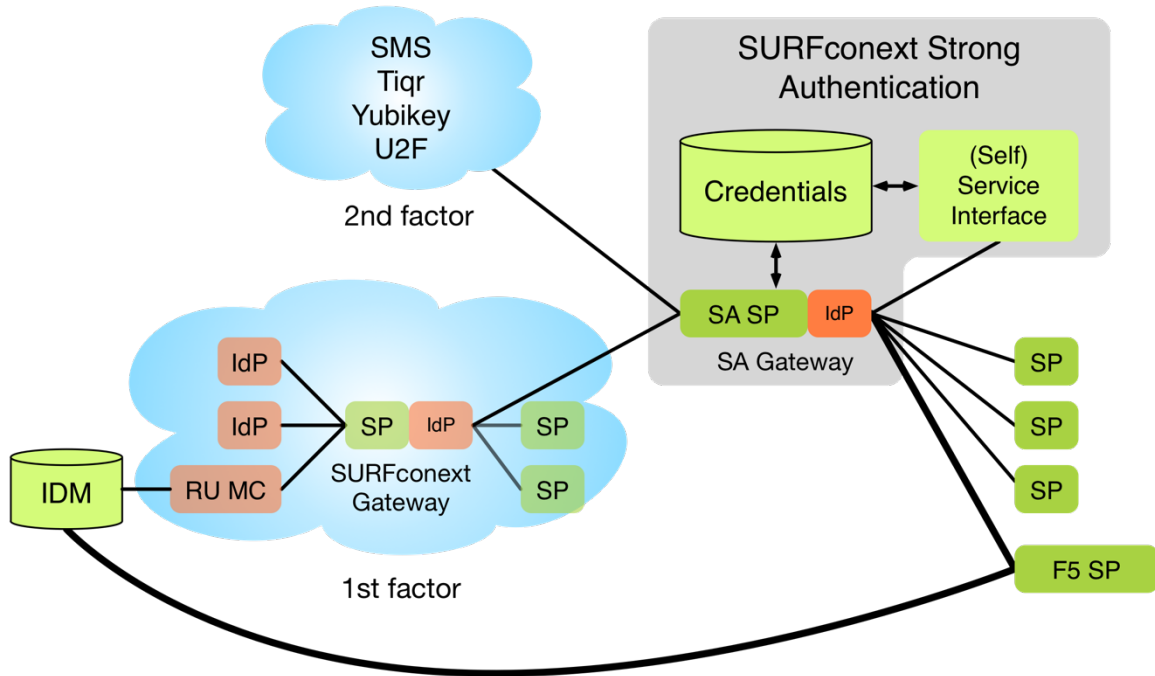 SMS
Tiqr
Yubikey
U2F
2nd factor
SURFconext Strong
Authentication
Credentials
(Self)
Service
Interface
SA SP
IdP
SA Gateway
IdP
IdP
RU MC
SP
IdP
SURFconext
Gateway
SP
SP
1st factor
IDM
SP
SP
SP
F5 SP